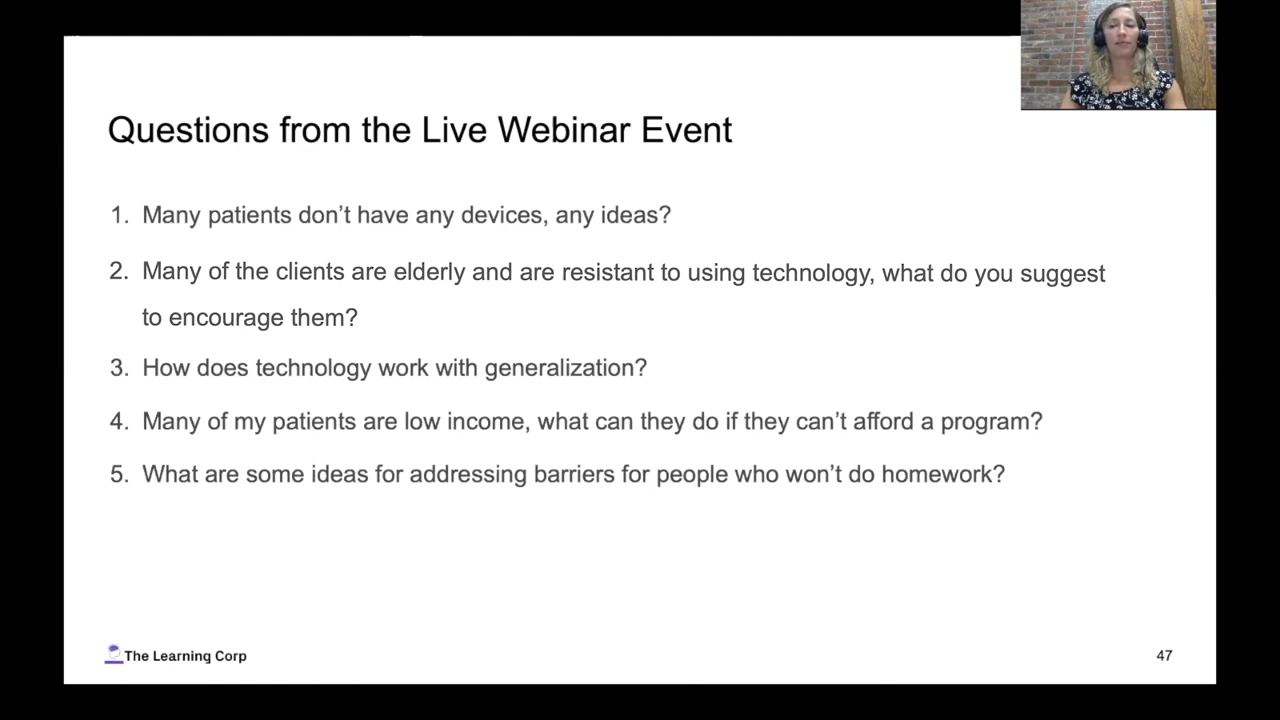 Questions from the Live Webinar Event
1. Many patients don’t have any devices, any ideas?
2. Many of the clients are elderly and are resistant to using technology, what do you suggest
to encourage them?
3. How does technology work with generalization?
4. Many of my patients are low income, what can they do if they can’t afford a program?
5. What are some ideas for addressing barriers for people who won’t do homework?
The Learning Corp
47